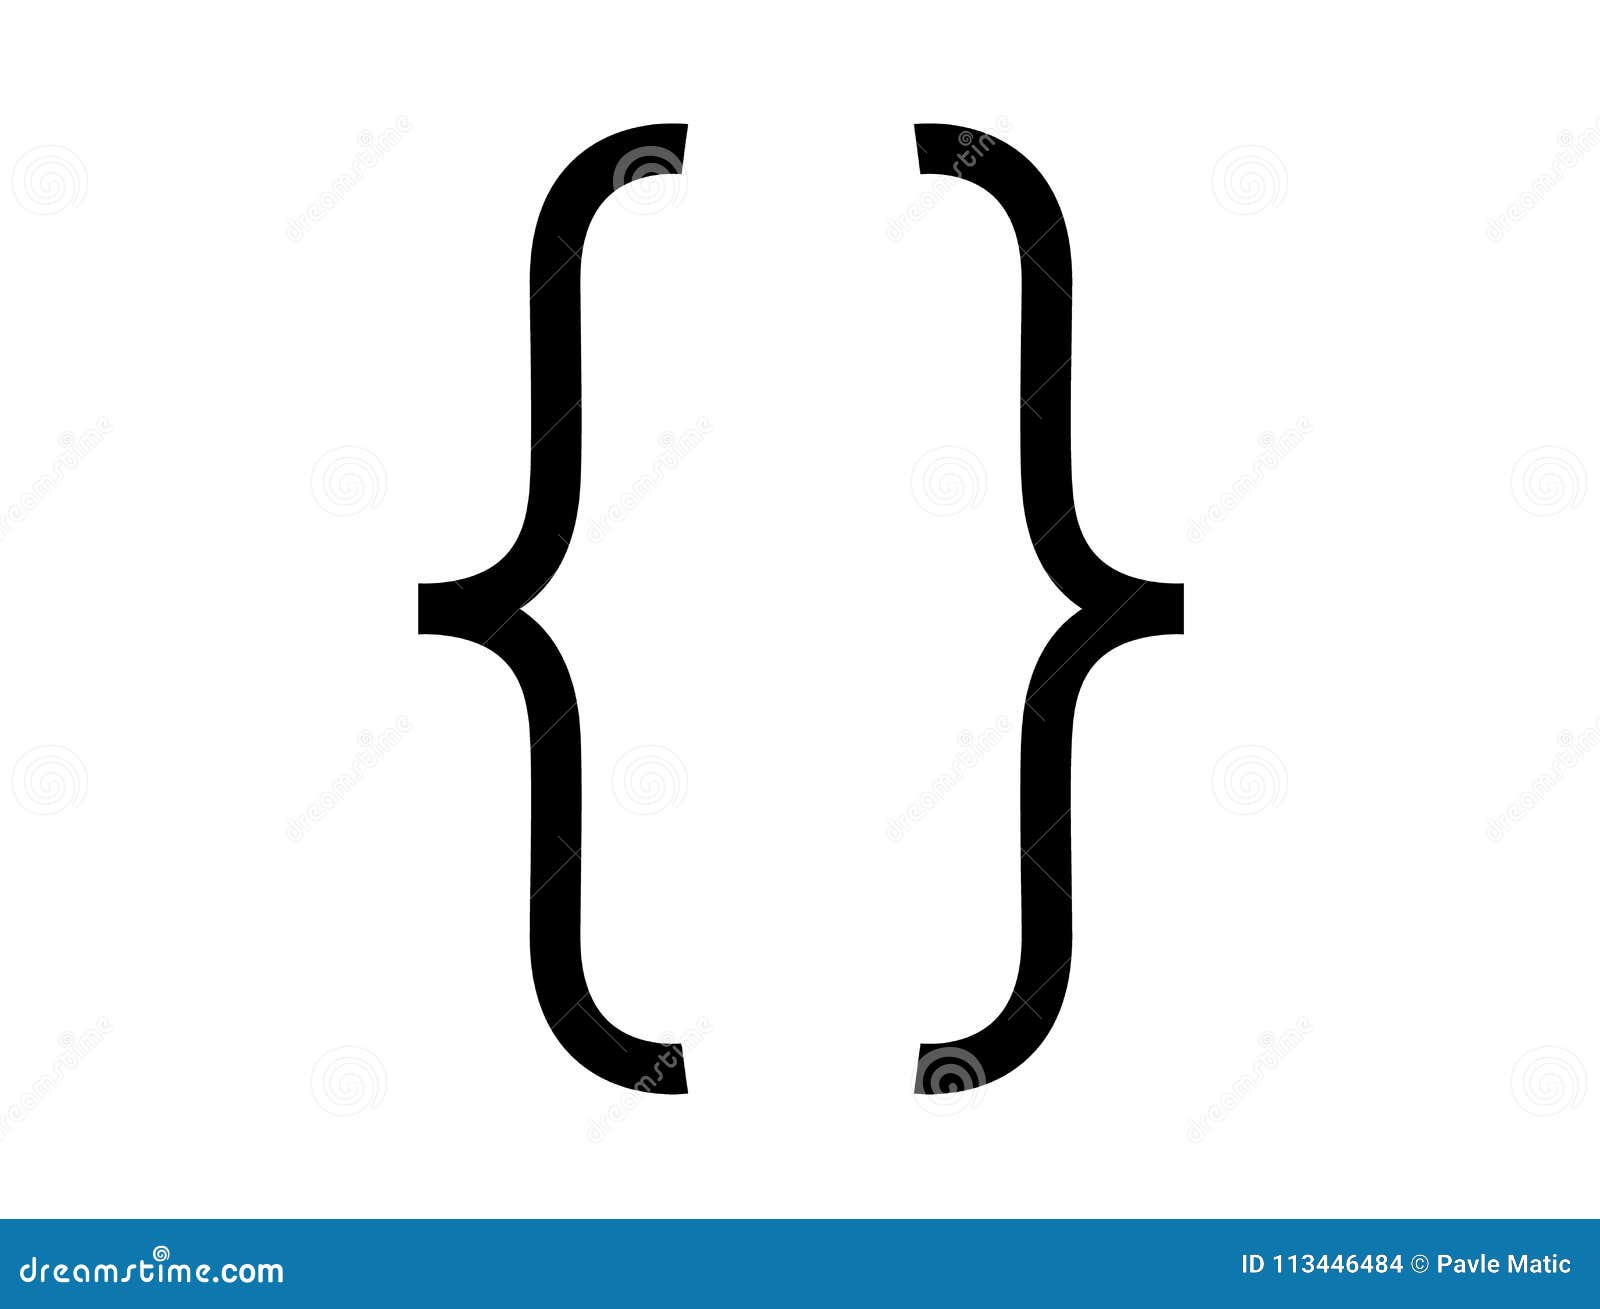 { }
dreamstime.com
ID 113446484 © Pavle Matic